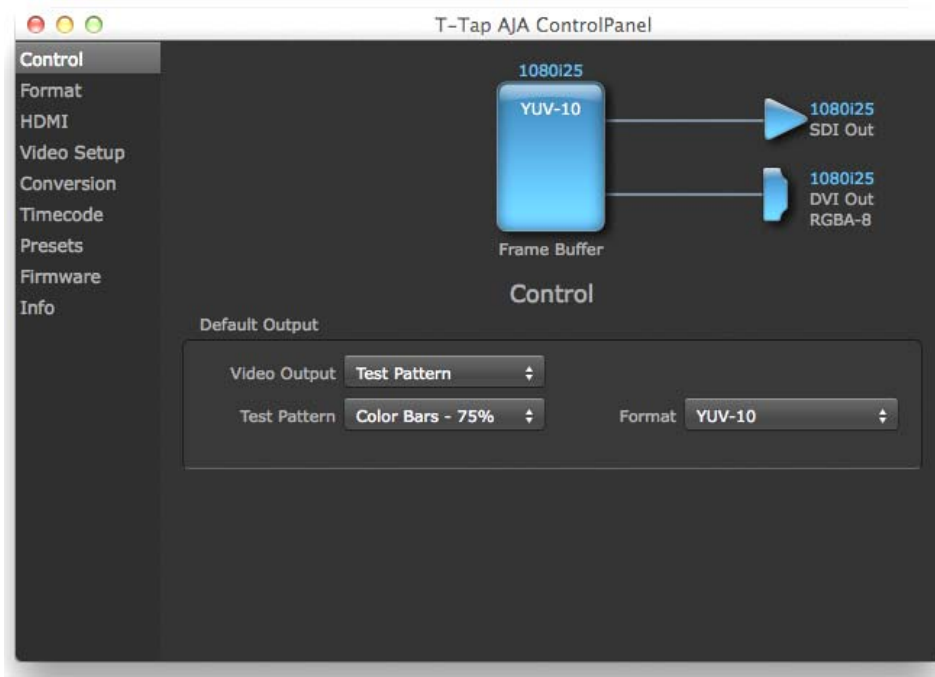 T-Tap AJA ControlPanel
Control
Format
HDMI
Video Setup
Conversion
Timecode
Presets
Firmware
Info
1080i25
YUV-10
Frame Buffer
1080i25
SDI Out
1080i25
DVI Out
RGBA-8
Control
Default Output
Video Output Test Pattern
Test Pattern Color Bars - 75% Format YUV-10